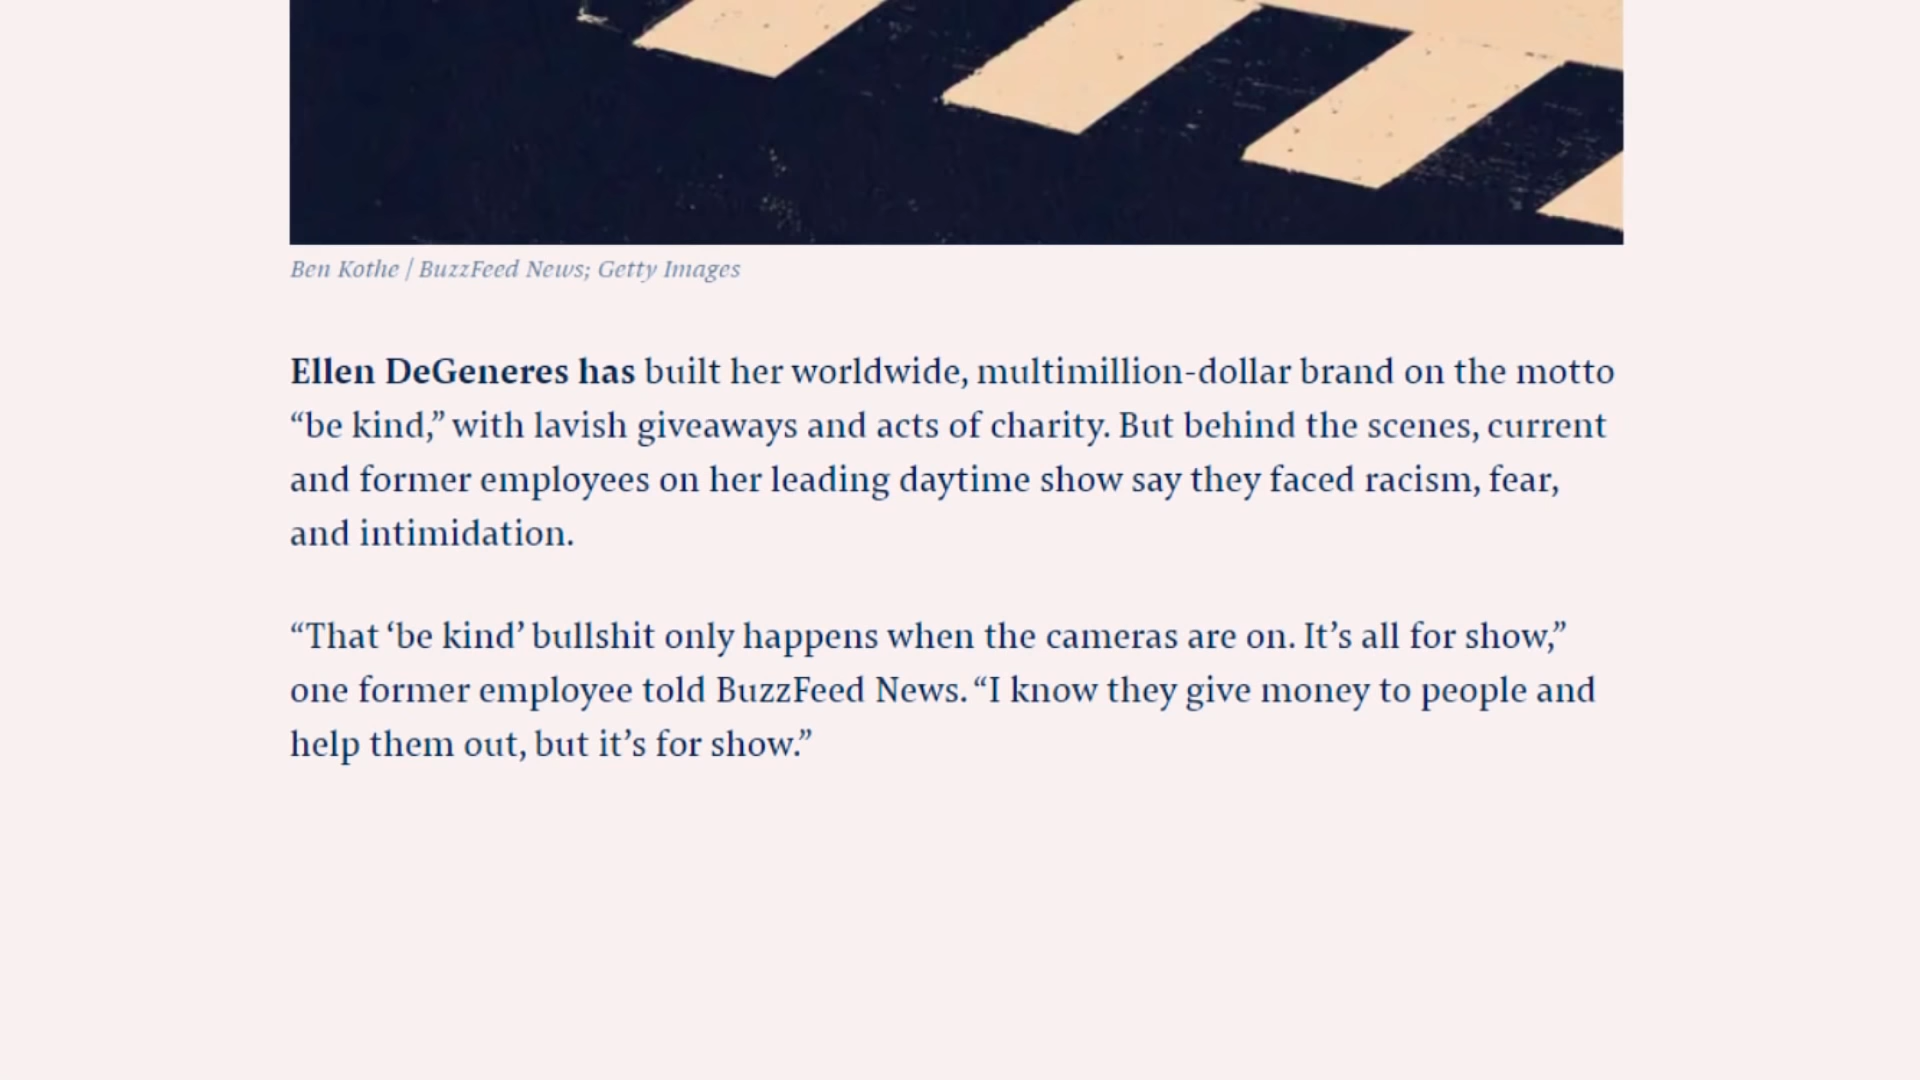 Ben Kothe / BuzzFeed News; Getty Images
Ellen DeGeneres has built her worldwide, multimillion-dollar brand on the motto
“be kind,” with lavish giveaways and acts of charity. But behind the scenes, current
and former employees on her leading daytime show say they faced racism, fear,
and intimidation.
“That ‘be kind’ bullshit only happens when the cameras are on. It’s all for show,”
one former employee told BuzzFeed News. “I know they give money to people and
help them out, but it’s for show.”